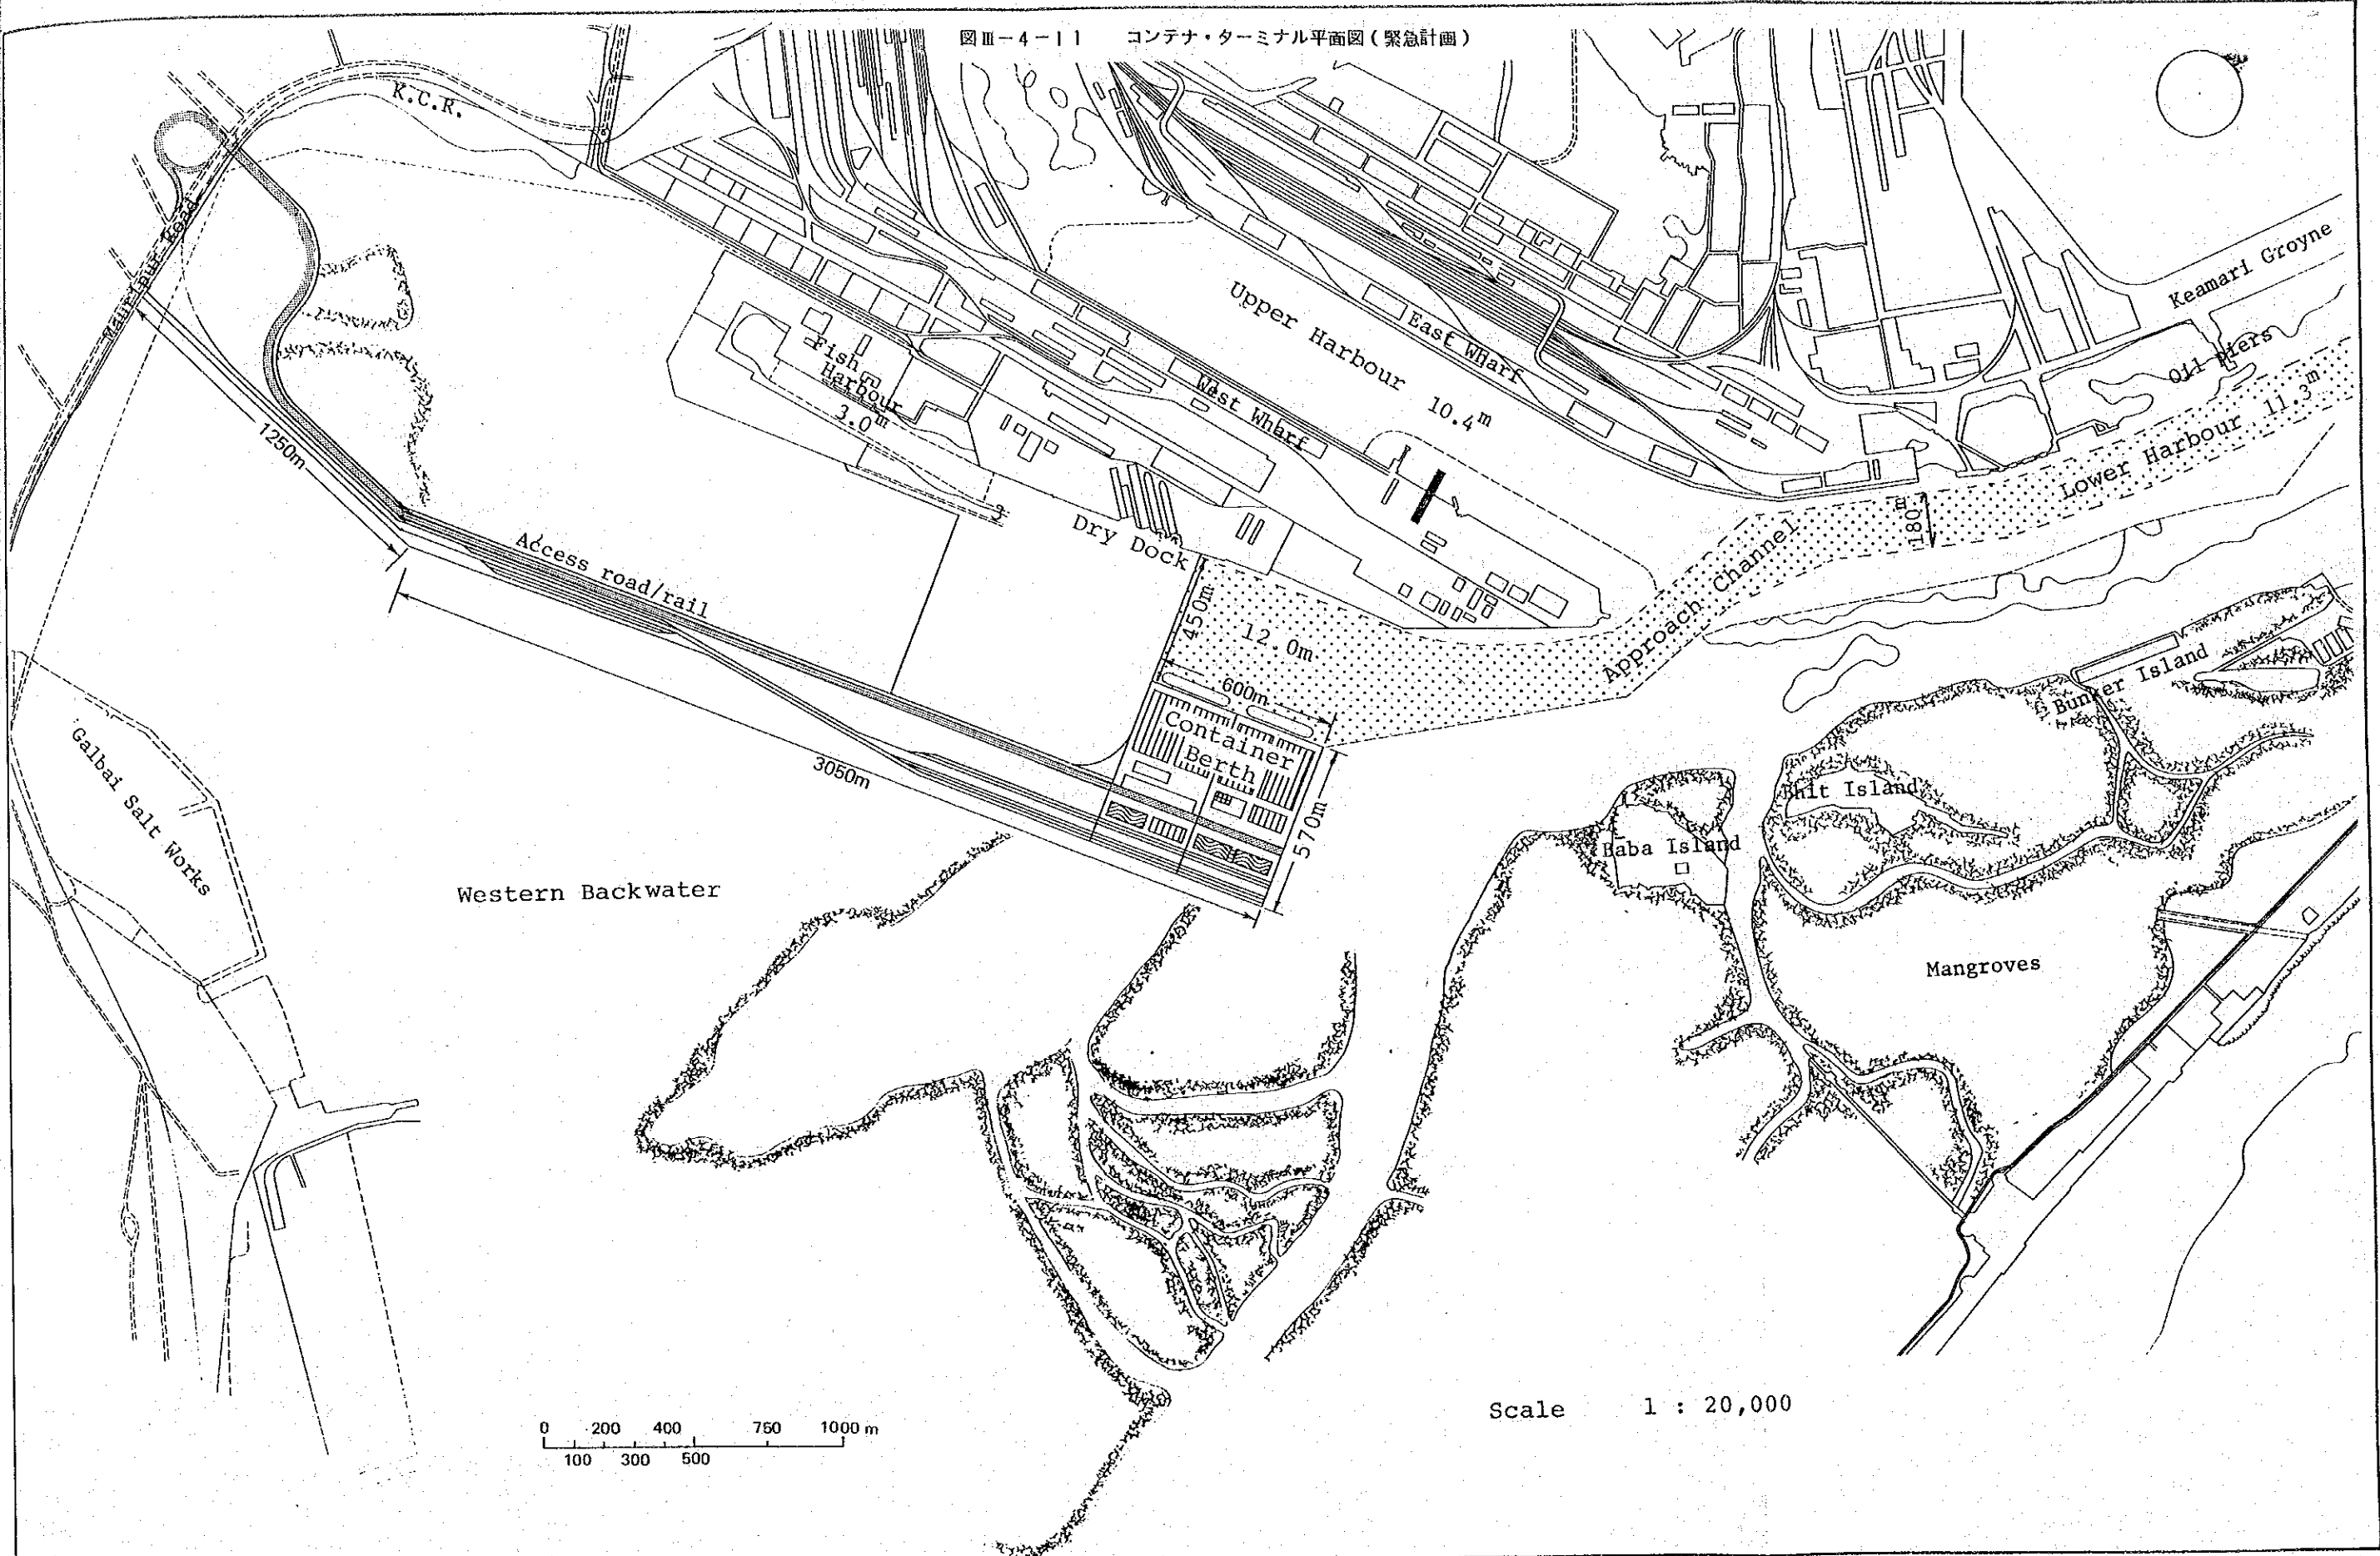 図Ⅲ-4-11 コンテナ・ターミナル平面図(緊急計画)
K.C.R.
Mauripur Road
Keamari Groyne
Upper Harbour 10.4m
East Wharf
Oil piers
Fish
Harbour
3.0m
West Wharf
Lower Harbour 11.3m
1250m
180m
Dry Dock
Access road/rail
Approach Channel
450m
12.0m
600m
Bunker Island
Container
Berth
Galbai Salt Works
3050m
Bhit Island
570m
Baba Island
Western Backwater
Mangroves
Scale 1 : 20,000
0 200 400 750 1000 m
100 300 500